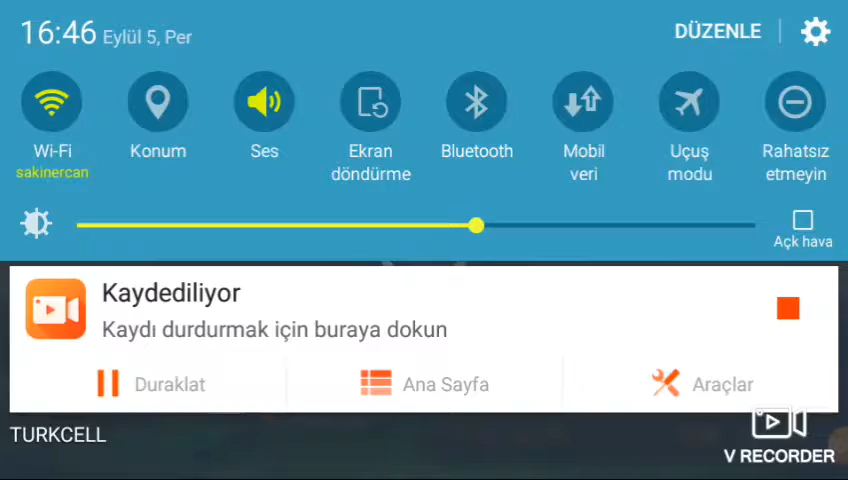 16:46 Eylül 5, Per
DÜZENLE
Wi-Fi
sakinercan
Konum
Ses
Ekran
döndürme
Bluetooth
Mobil
veri
Uçuş
modu
Rahatsız
etmeyin
Açk hava
Kaydediliyor
Kaydı durdurmak için buraya dokun
Duraklat
Ana Sayfa
Araçlar
TURKCELL
V RECORDER